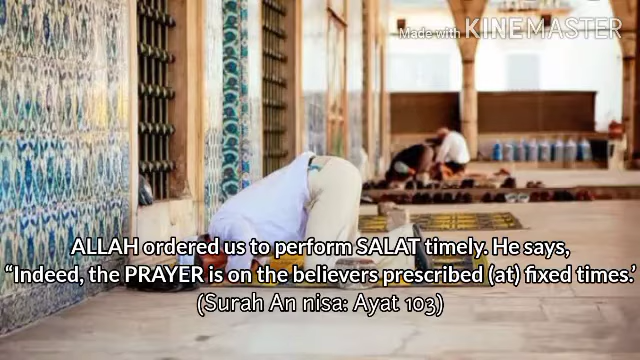 Made with KINEMASTER
ALLAH ordered us to perform SALAT timely. He says,
“Indeed, the PRAYER is on the believers prescribed (at) fixed times.’
(Surah An nisa: Ayat 103)